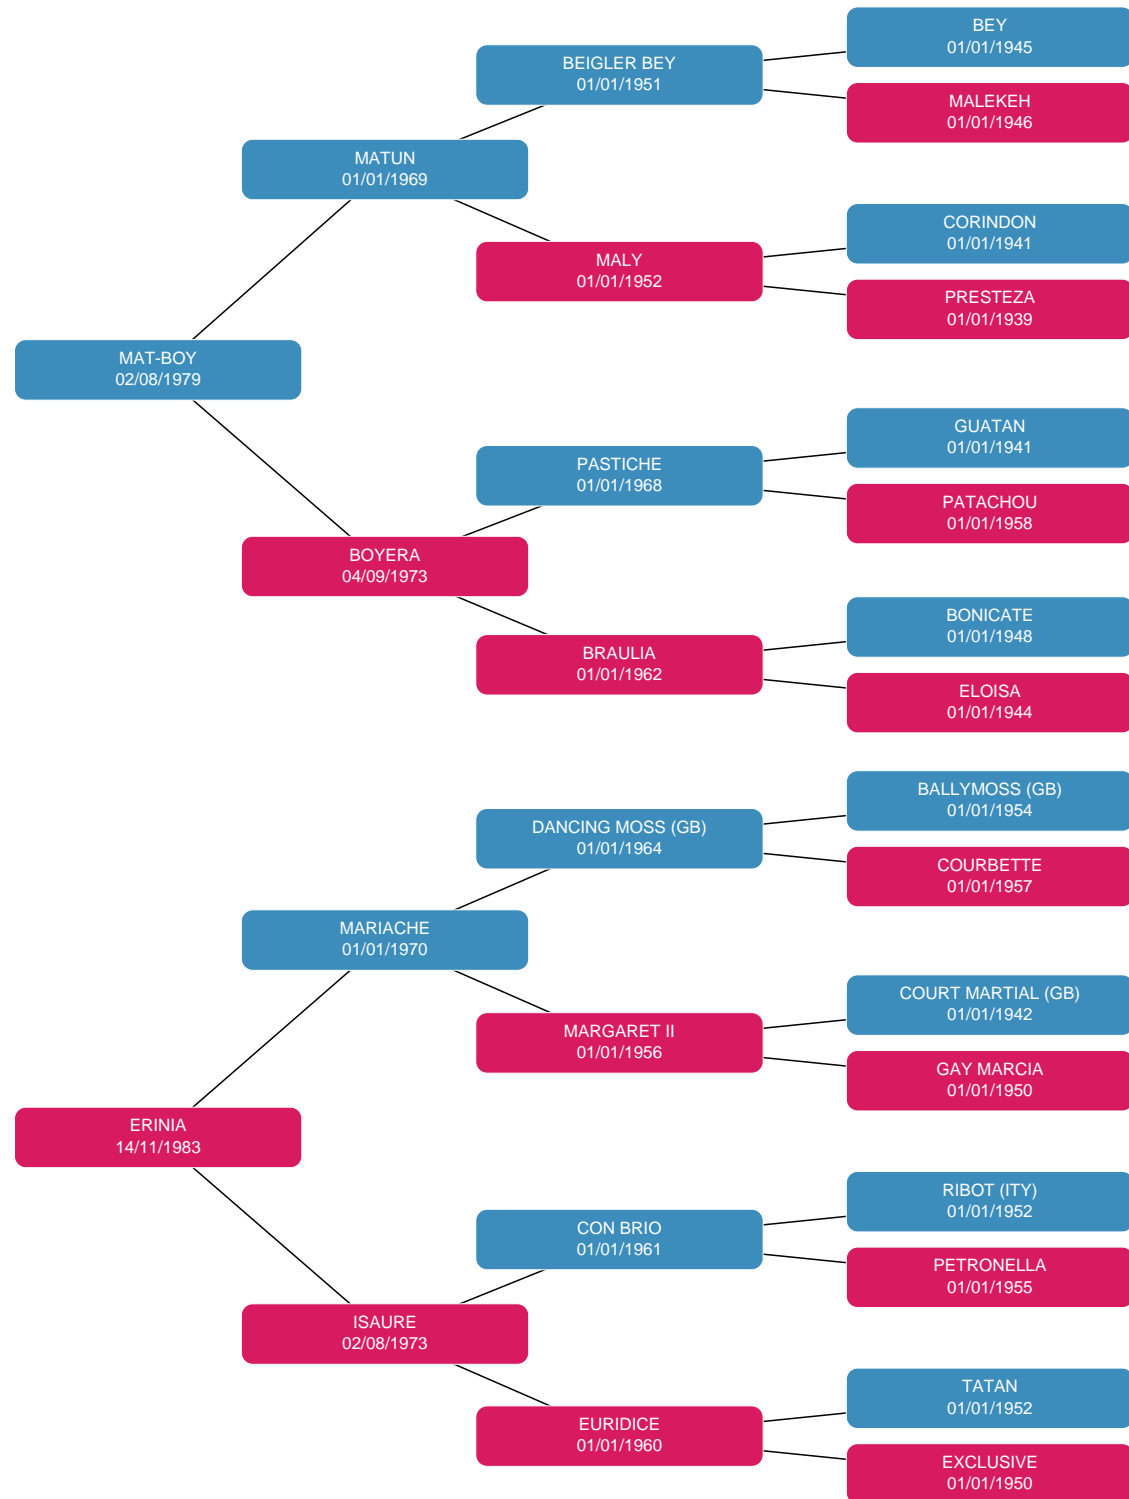 BEY
01/01/1945
BEIGLER BEY
01/01/1951
MALEKEH
01/01/1946
MATUN
01/01/1969
CORINDON
01/01/1941
MALY
01/01/1952
PRESTEZA
01/01/1939
MAT-BOY
02/08/1979
GUATAN
01/01/1941
PASTICHE
01/01/1968
PATACHOU
01/01/1958
BOYERA
04/09/1973
BONICATE
01/01/1948
BRAULIA
01/01/1962
ELOISA
01/01/1944
BALLYMOSS (GB)
01/01/1954
DANCING MOSS (GB)
01/01/1964
COURBETTE
01/01/1957
MARIACHE
01/01/1970
COURT MARTIAL (GB)
01/01/1942
MARGARET II
01/01/1956
GAY MARCIA
01/01/1950
ERINIA
14/11/1983
RIBOT (ITY)
01/01/1952
CON BRIO
01/01/1961
PETRONELLA
01/01/1955
ISAURE
02/08/1973
TATAN
01/01/1952
EURIDICE
01/01/1960
EXCLUSIVE
01/01/1950